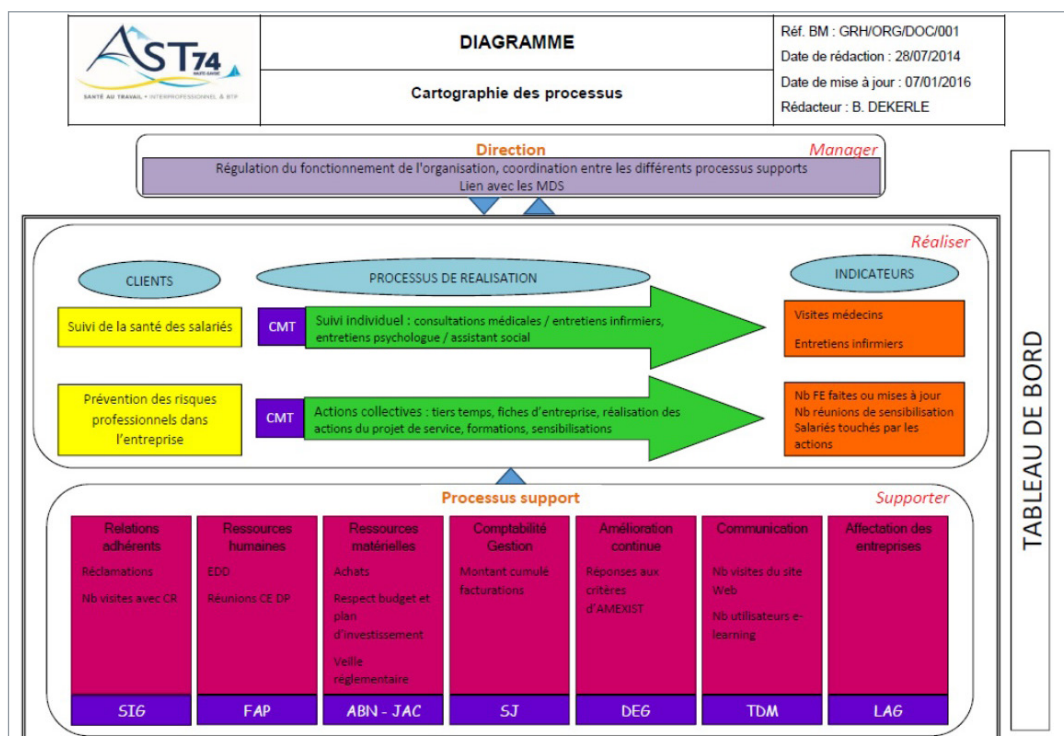 AST74
HAUTE-SAVOIE
SANTÉ AU TRAVAIL • INTERPROFESSIONNEL & BTP
DIAGRAMME
Cartographie des processus
Réf. BM : GRH/ORG/DOC/001
Date de rédaction : 28/07/2014
Date de mise à jour : 07/01/2016
Rédacteur : B. DEKERLE
Direction
Manager
Régulation du fonctionnement de l'organisation, coordination entre les différents processus supports
Lien avec les MDS
Réaliser
CLIENTS
PROCESSUS DE REALISATION
INDICATEURS
Suivi de la santé des salariés
CMT
Suivi individuel : consultations médicales / entretiens infirmiers,
entretiens psychologue / assistant social
Visites médecins
Entretiens infirmiers
Prévention des risques
professionnels dans
l'entreprise
CMT
Actions collectives : tiers temps, fiches d'entreprise, réalisation des
actions du projet de service, formations, sensibilisations
Nb FE faites ou mises à jour
Nb réunions de sensibilisation
Salariés touchés par les
actions
TABLEAU DE BORD
Processus support
Supporter
Relations
adhérents
Réclamations
Nb visites avec CR
SIG
Ressources
humaines
EDD
Réunions CE DP
FAP
Ressources
matérielles
Achats
Respect budget et
plan
d'investissement
Veille
réglementaire
ABN - JAC
Comptabilité
Gestion
Montant cumulé
facturations
SJ
Amélioration
continue
Réponses aux
critères
d'AMEXIST
DEG
Communication
Nb visites du site
Web
Nb utilisateurs e-
learning
TDM
Affectation des
entreprises
LAG